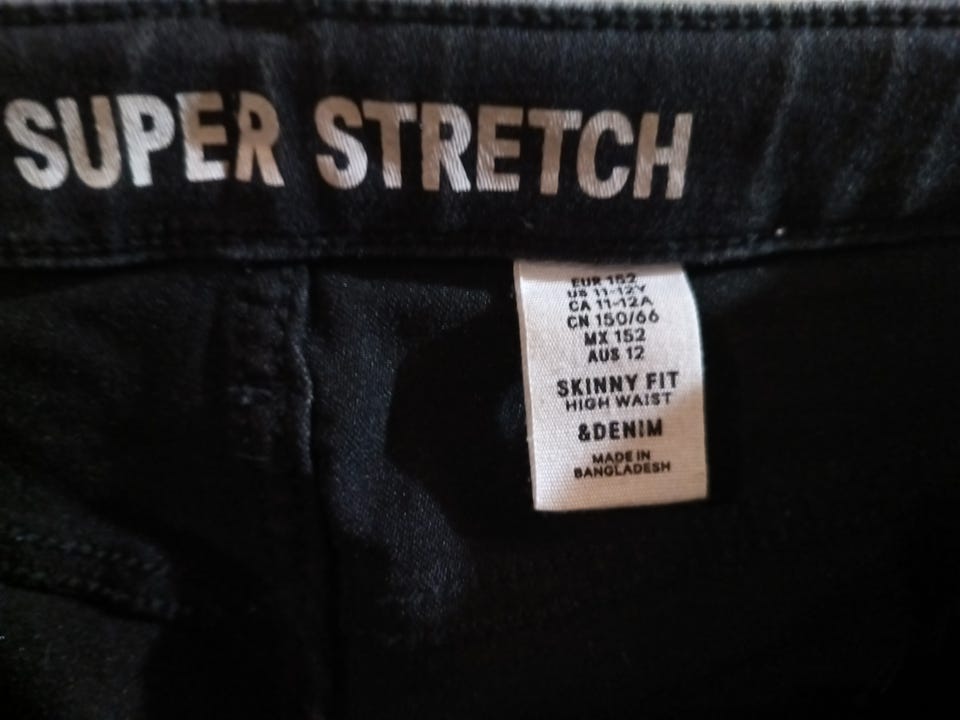 SUPER STRETCH
EUR 152
US 11-12Y
CA 11-12A
CN 150/66
MX 152
AUS 12
SKINNY FIT
HIGH WAIST
&DENIM
MADE IN
BANGLADESH